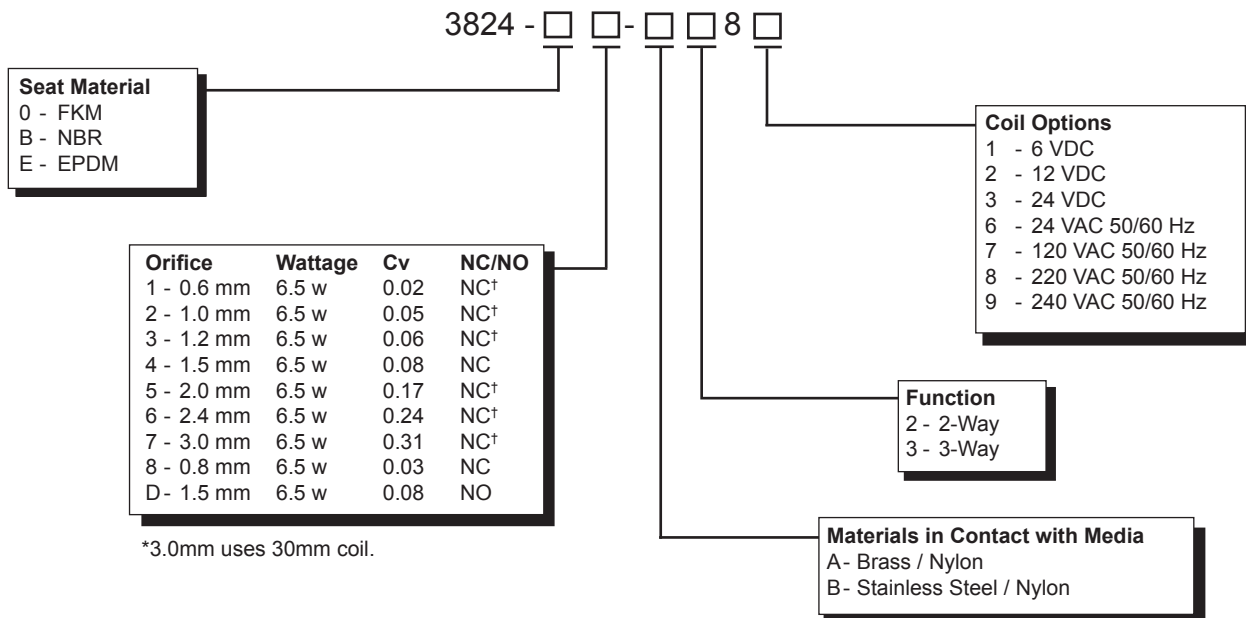 3824 - □ □ - □ □ 8 □
Seat Material
0 - FKM
B - NBR
E - EPDM
Coil Options
1 - 6 VDC
2 - 12 VDC
3 - 24 VDC
6 - 24 VAC 50/60 Hz
7 - 120 VAC 50/60 Hz
8 - 220 VAC 50/60 Hz
9 - 240 VAC 50/60 Hz
Orifice Wattage Cv NC/NO
1 - 0.6 mm 6.5 w 0.02 NC†
2 - 1.0 mm 6.5 w 0.05 NC†
3 - 1.2 mm 6.5 w 0.06 NC†
4 - 1.5 mm 6.5 w 0.08 NC
5 - 2.0 mm 6.5 w 0.17 NC†
6 - 2.4 mm 6.5 w 0.24 NC†
7 - 3.0 mm 6.5 w 0.31 NC†
8 - 0.8 mm 6.5 w 0.03 NC
D - 1.5 mm 6.5 w 0.08 NO
*3.0mm uses 30mm coil.
Function
2 - 2-Way
3 - 3-Way
Materials in Contact with Media
A - Brass / Nylon
B - Stainless Steel / Nylon